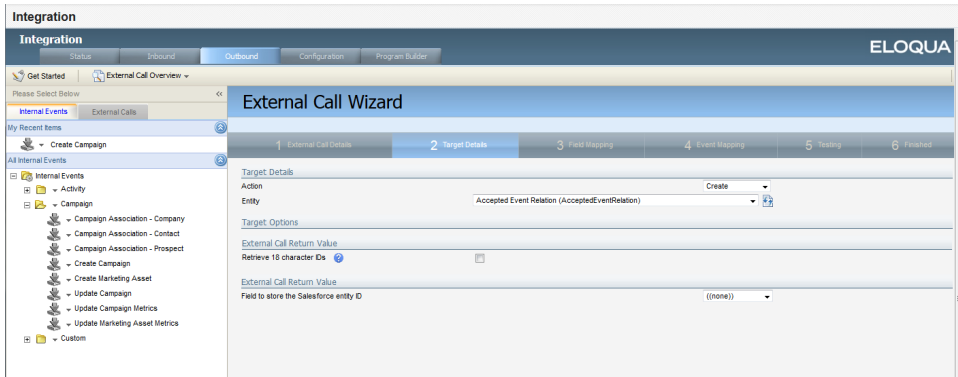 Integration
Integration
ELOQUA
Status Inbound Outbound Configuration Program Builder
Get Started External Call Overview
Please Select Below <<
Internal Events External Calls
My Recent Items
Create Campaign
All Internal Events
Internal Events
Activity
Campaign
Campaign Association - Company
Campaign Association - Contact
Campaign Association - Prospect
Create Campaign
Create Marketing Asset
Update Campaign
Update Campaign Metrics
Update Marketing Asset Metrics
Custom
External Call Wizard
1 External Call Details 2 Target Details 3 Field Mapping 4 Event Mapping 5 Testing 6 Finished
Target Details
Action Create
Entity Accepted Event Relation (AcceptedEventRelation)
Target Options
External Call Return Value
Retrieve 18 character IDs ?
External Call Return Value
Field to store the Salesforce entity ID ((none))